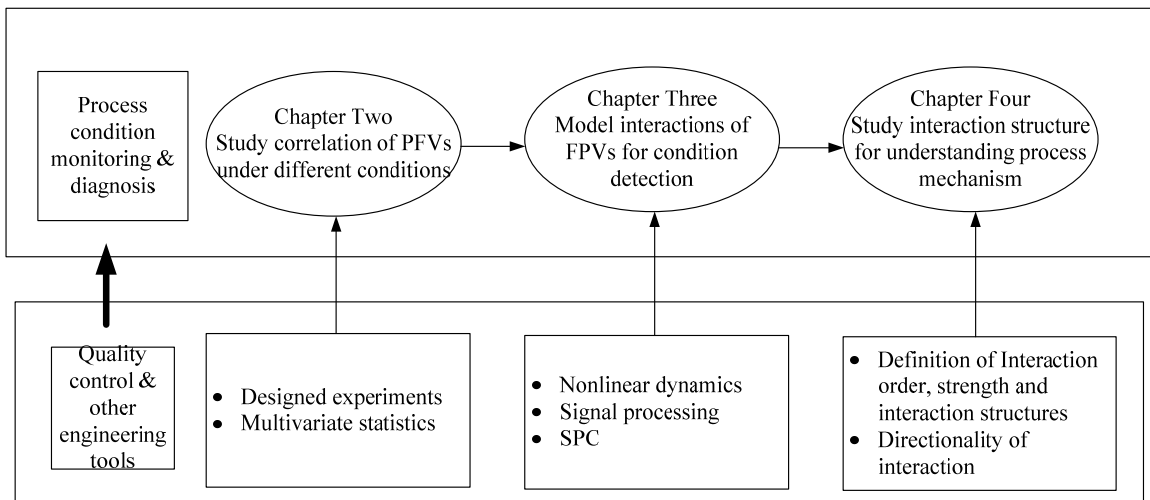 Process
condition
monitoring &
diagnosis
Chapter Two
Study correlation of PFVs
under different conditions
Chapter Three
Model interactions of
FPVs for condition
detection
Chapter Four
Study interaction structure
for understanding process
mechanism
Quality
control &
other
engineering
tools
• Designed experiments
• Multivariate statistics
• Nonlinear dynamics
• Signal processing
• SPC
• Definition of Interaction
order, strength and
interaction structures
• Directionality of
interaction